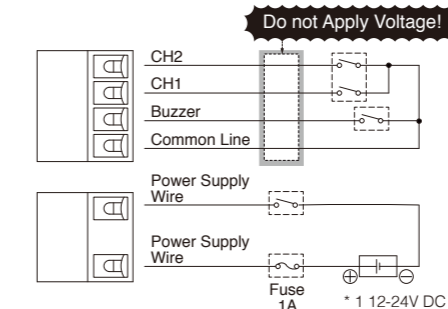 Do not Apply Voltage!
CH2
CH1
Buzzer
Common Line
Power Supply
Wire
Power Supply
Wire
Fuse
1A
* 1 12-24V DC